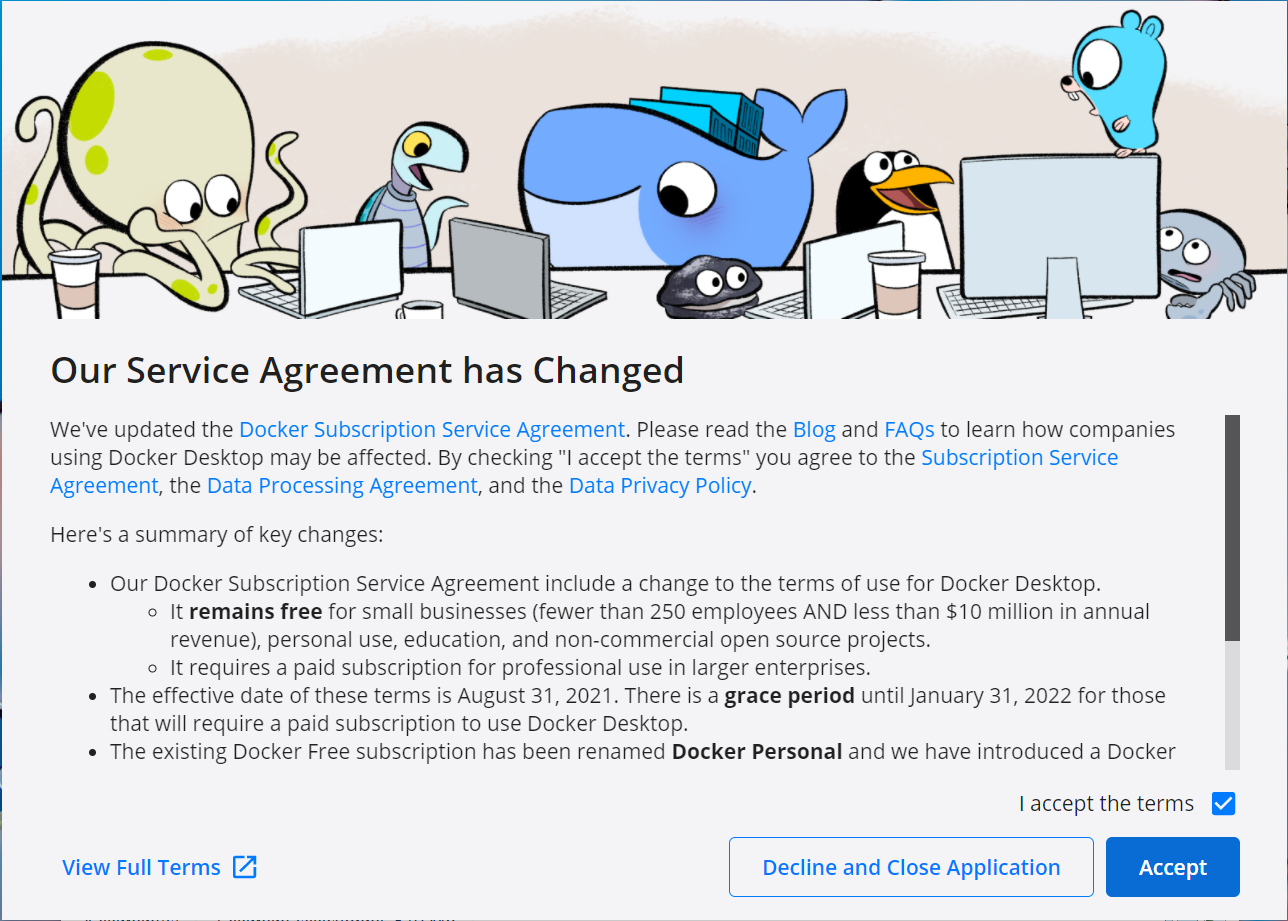 Our Service Agreement has Changed
We've updated the Docker Subscription Service Agreement. Please read the Blog and FAQs to learn how companies
using Docker Desktop may be affected. By checking "I accept the terms" you agree to the Subscription Service
Agreement, the Data Processing Agreement, and the Data Privacy Policy.
Here's a summary of key changes:
• Our Docker Subscription Service Agreement include a change to the terms of use for Docker Desktop.
◦ It remains free for small businesses (fewer than 250 employees AND less than $10 million in annual
revenue), personal use, education, and non-commercial open source projects.
◦ It requires a paid subscription for professional use in larger enterprises.
• The effective date of these terms is August 31, 2021. There is a grace period until January 31, 2022 for those
that will require a paid subscription to use Docker Desktop.
• The existing Docker Free subscription has been renamed Docker Personal and we have introduced a Docker
I accept the terms
View Full Terms
Decline and Close Application
Accept